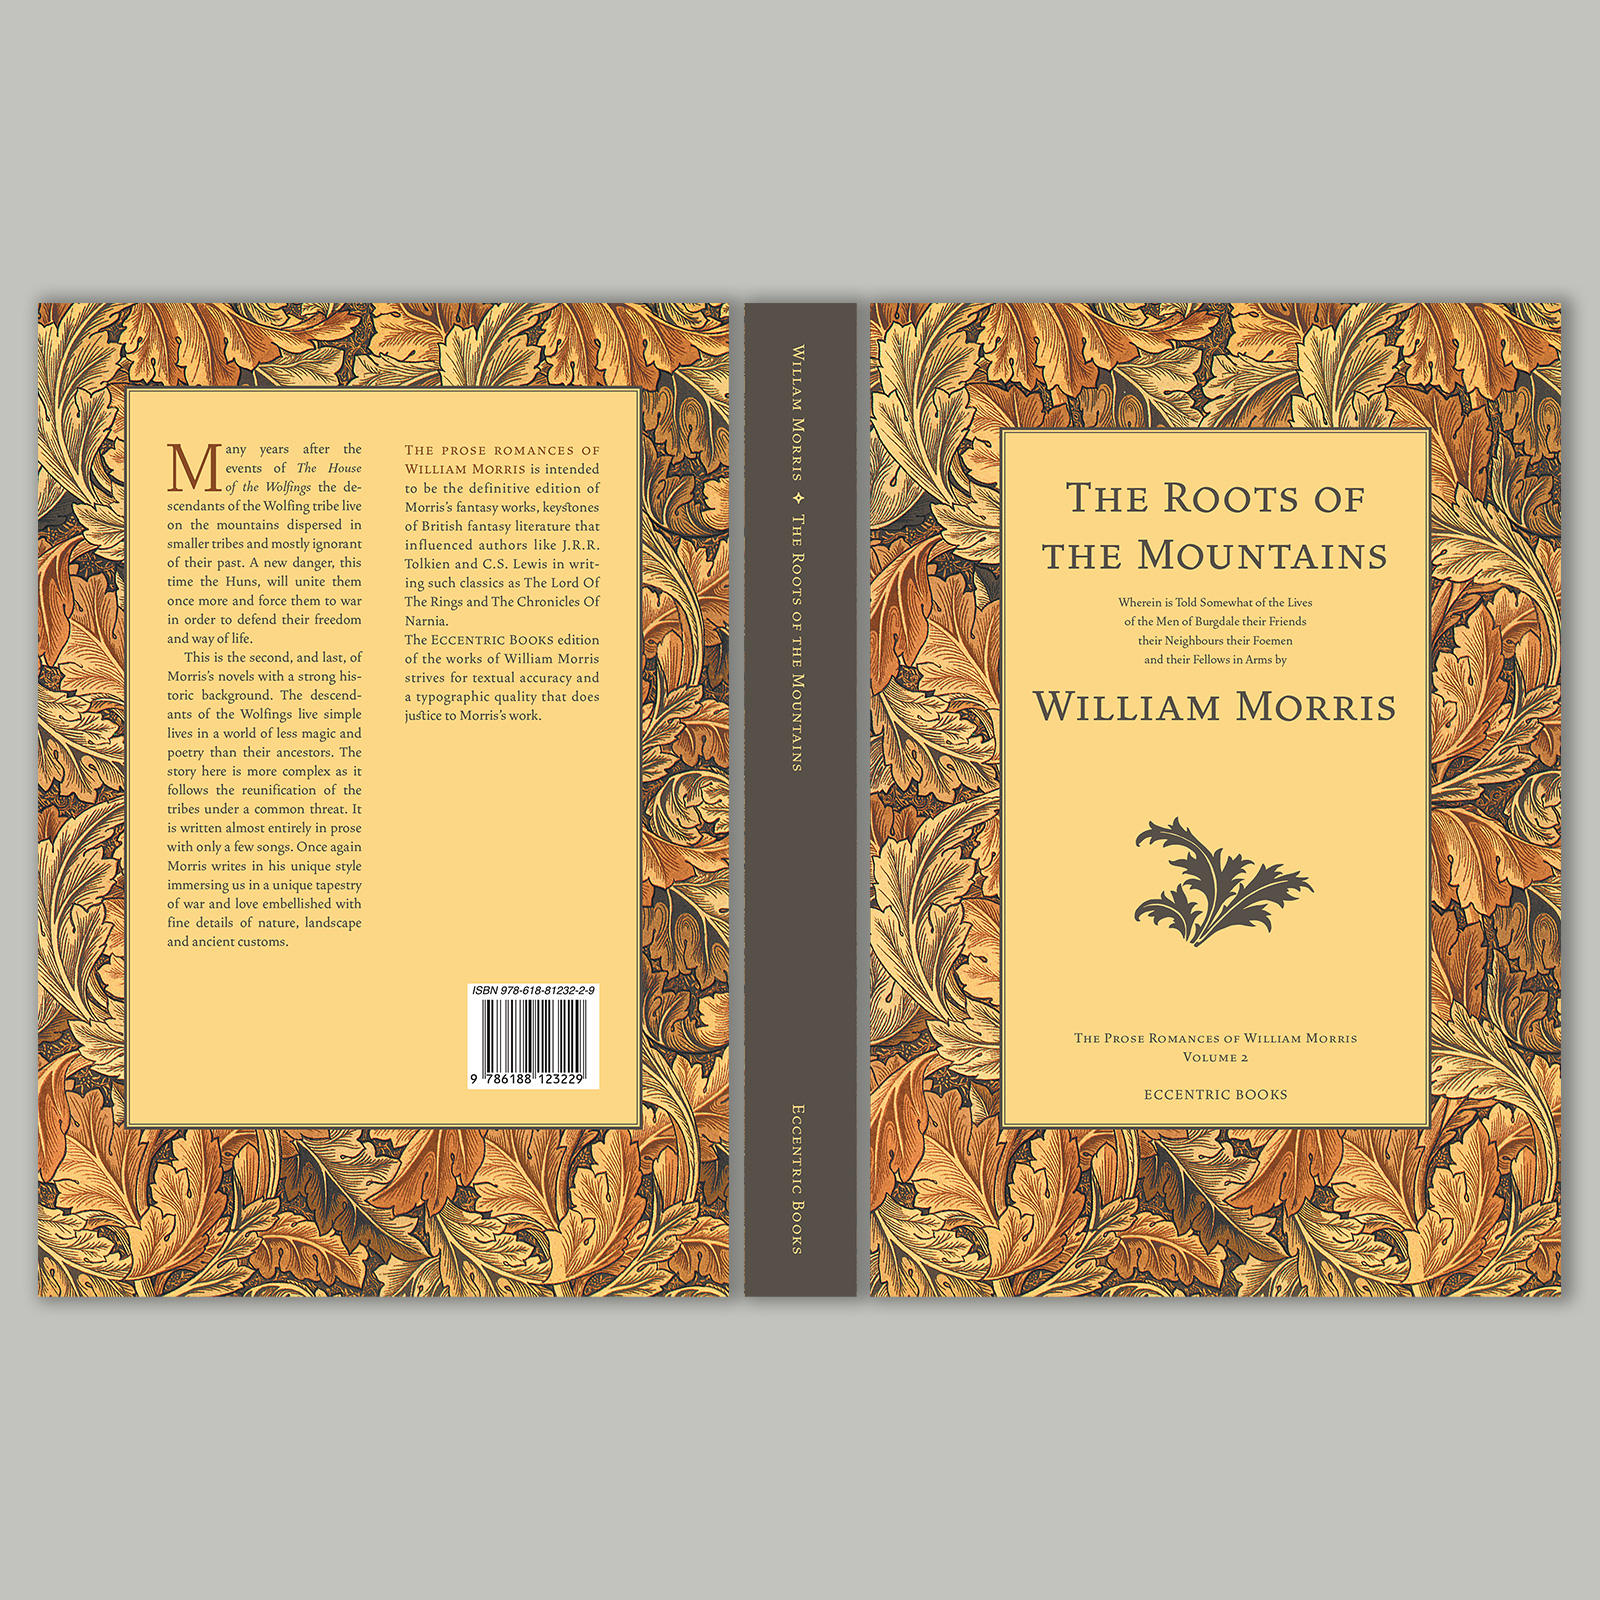 Many years after the
events of The House
of the Wolfings the de-
scendants of the Wolfing tribe live
on the mountains dispersed in
smaller tribes and mostly ignorant
of their past. A new danger, this
time the Huns, will unite them
once more and force them to war
in order to defend their freedom
and way of life.
This is the second, and last, of
Morris's novels with a strong his-
toric background. The descend-
ants of the Wolfings live simple
lives in a world of less magic and
poetry than their ancestors. The
story here is more complex as it
follows the reunification of the
tribes under a common threat. It
is written almost entirely in prose
with only a few songs. Once again
Morris writes in his unique style
immersing us in a unique tapestry
of war and love embellished with
fine details of nature, landscape
and ancient customs.
THE PROSE ROMANCES OF
WILLIAM MORRIS is intended
to be the definitive edition of
Morris's fantasy works, keystones
of British fantasy literature that
influenced authors like J.R.R.
Tolkien and C.S. Lewis in writ-
ing such classics as The Lord Of
The Rings and The Chronicles Of
Narnia.
The ECCENTRIC BOOKS edition
of the works of William Morris
strives for textual accuracy and
a typographic quality that does
justice to Morris's work.
ISBN 978-618-81232-2-9
9 786188 123229
WILLAM MORRIS ✧ THE ROOTS OF THE MOUNTAINS
ECCENTRIC BOOKS
THE ROOTS OF
THE MOUNTAINS
Wherein is Told Somewhat of the Lives
of the Men of Burgdale their Friends
their Neighbours their Foemen
and their Fellows in Arms by
WILLIAM MORRIS
THE PROSE ROMANCES OF WILLIAM MORRIS
VOLUME 2
ECCENTRIC BOOKS